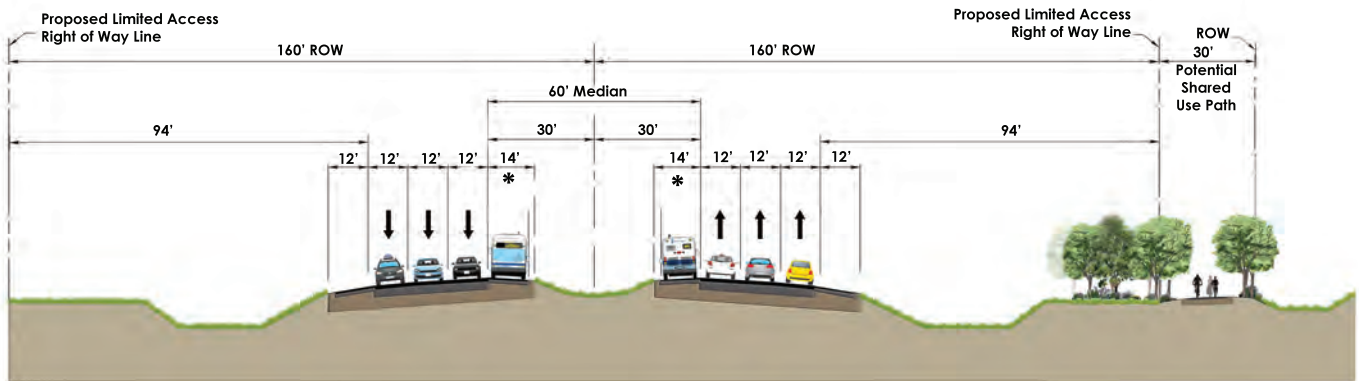 Proposed Limited Access
Right of Way Line
Proposed Limited Access
Right of Way Line
ROW
160’ ROW
160’ ROW
30’
Potential
Shared
Use Path
60’ Median
94’
30’
30’
94’
12’ 12’ 12’ 12’ 14’
14’ 12’ 12’ 12’ 12’
*
*